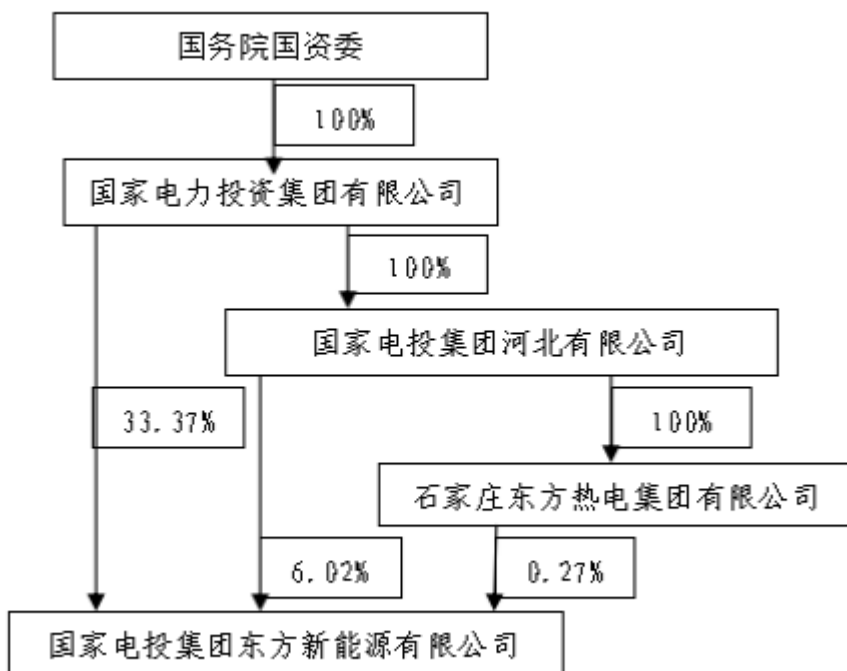 国务院国资委
100%
国家电力投资集团有限公司
100%
国家电投集团河北有限公司
33.37%
100%
石家庄东方热电集团有限公司
6.02%
0.27%
国家电投集团东方新能源有限公司